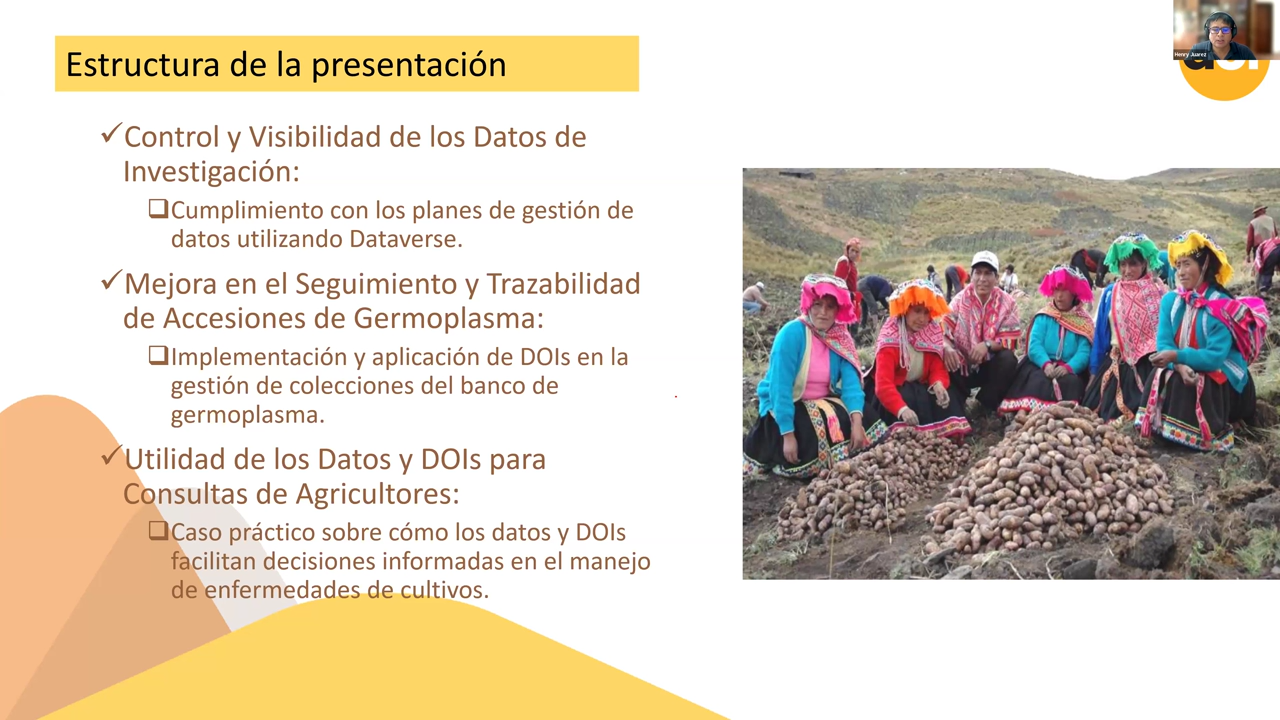 Estructura de la presentación
Henry Juarez
Control y Visibilidad de los Datos de
Investigación:
Cumplimiento con los planes de gestión de
datos utilizando Dataverse.
Mejora en el Seguimiento y Trazabilidad
de Accesiones de Germoplasma:
Implementación y aplicación de DOIs en la
gestión de colecciones del banco de
germoplasma.
Utilidad de los Datos y DOIs para
Consultas de Agricultores:
Caso práctico sobre cómo los datos y DOIs
facilitan decisiones informadas en el manejo
de enfermedades de cultivos.